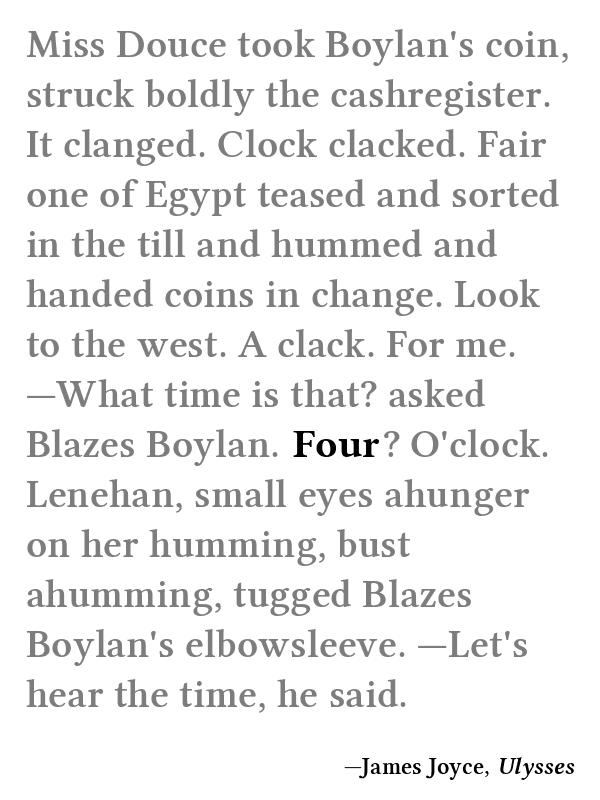 Miss Douce took Boylan's coin,
struck boldly the cashregister.
It clanged. Clock clacked. Fair
one of Egypt teased and sorted
in the till and hummed and
handed coins in change. Look
to the west. A clack. For me.
—What time is that? asked
Blazes Boylan. Four? O'clock.
Lenehan, small eyes ahunger
on her humming, bust
ahumming, tugged Blazes
Boylan's elbowsleeve. —Let's
hear the time, he said.
—James Joyce, Ulysses